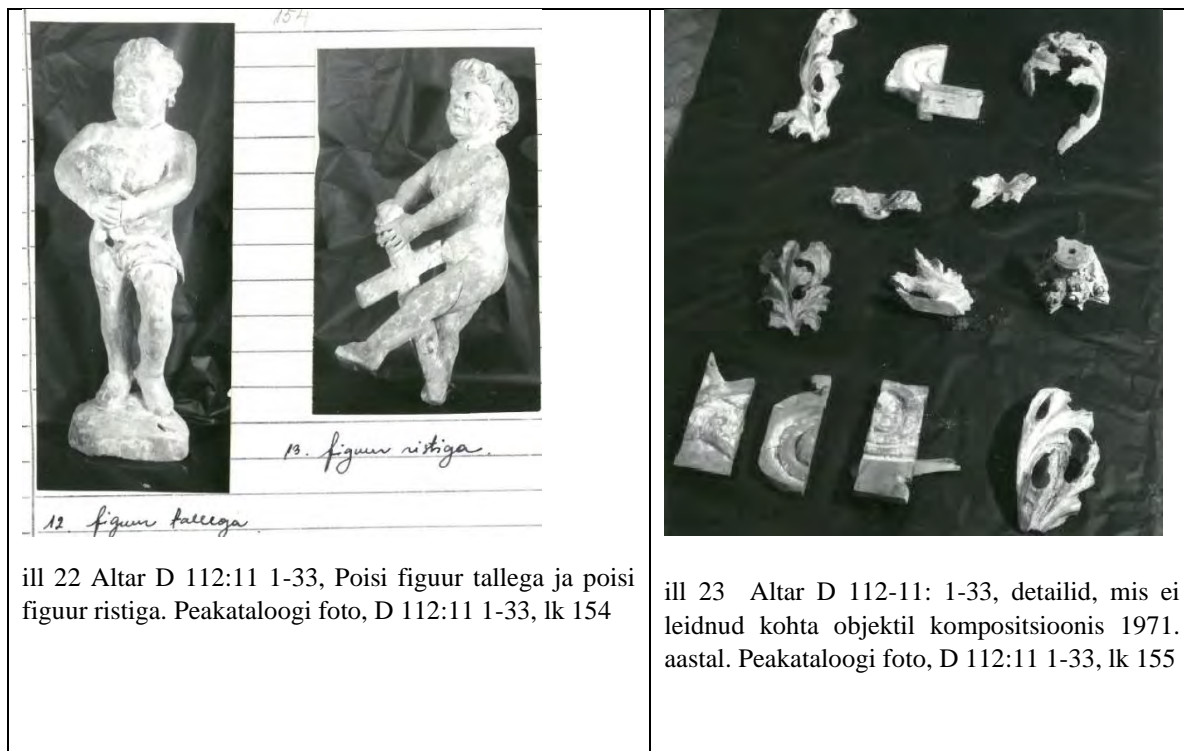 154
13. figuur ristiga.
12. figuur tallega
ill 22 Altar D 112:11 1-33, Poisi figuur tallega ja poisi
figuur ristiga. Peakataloogi foto, D 112:11 1-33, lk 154
ill 23 Altar D 112-11: 1-33, detailid, mis ei
leidnud kohta objektil kompositsioonis 1971.
aastal. Peakataloogi foto, D 112:11 1-33, lk 155